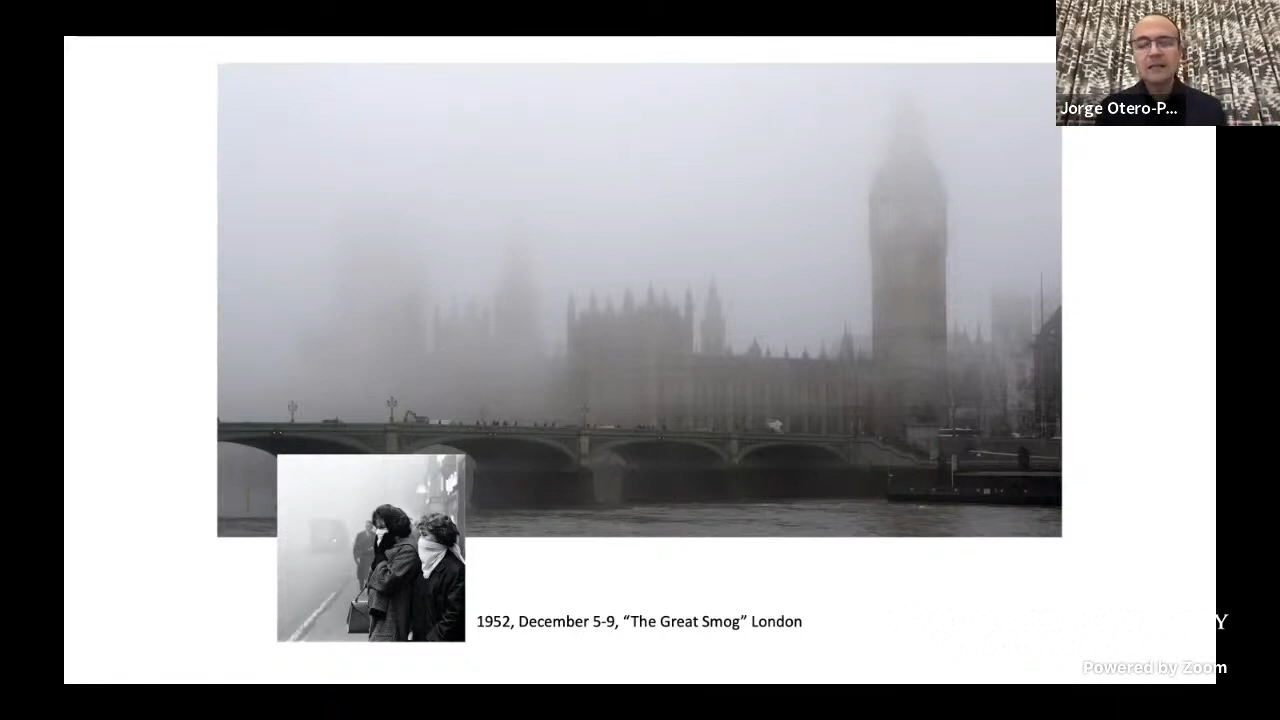 Jorge Otero-P...
1952, December 5-9, “The Great Smog” London
Y
Powered by Zoom